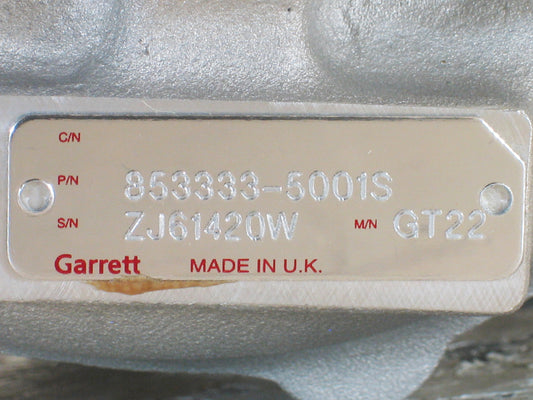 C/N
P/N 853333-5001S
S/N ZJ61420W M/N GT22
Garrett MADE IN U.K.